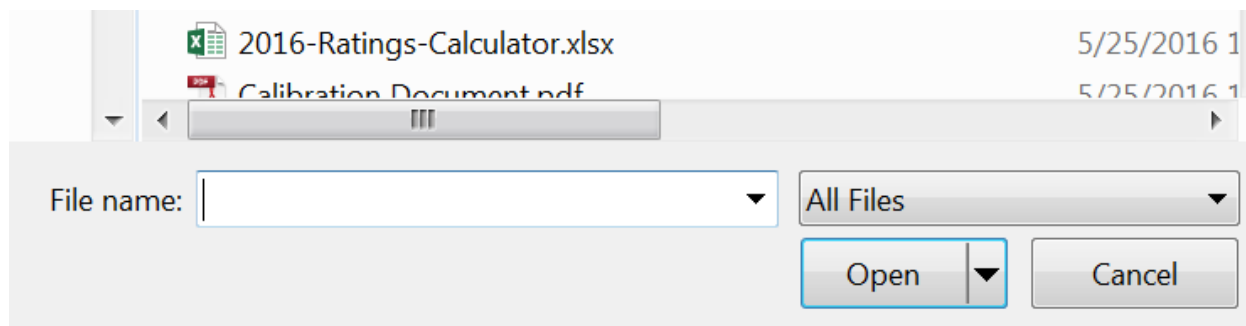 2016-Ratings-Calculator.xlsx 5/25/2016 1
Calibration Document.pdf 5/25/2016 1
File name: All Files
Open Cancel